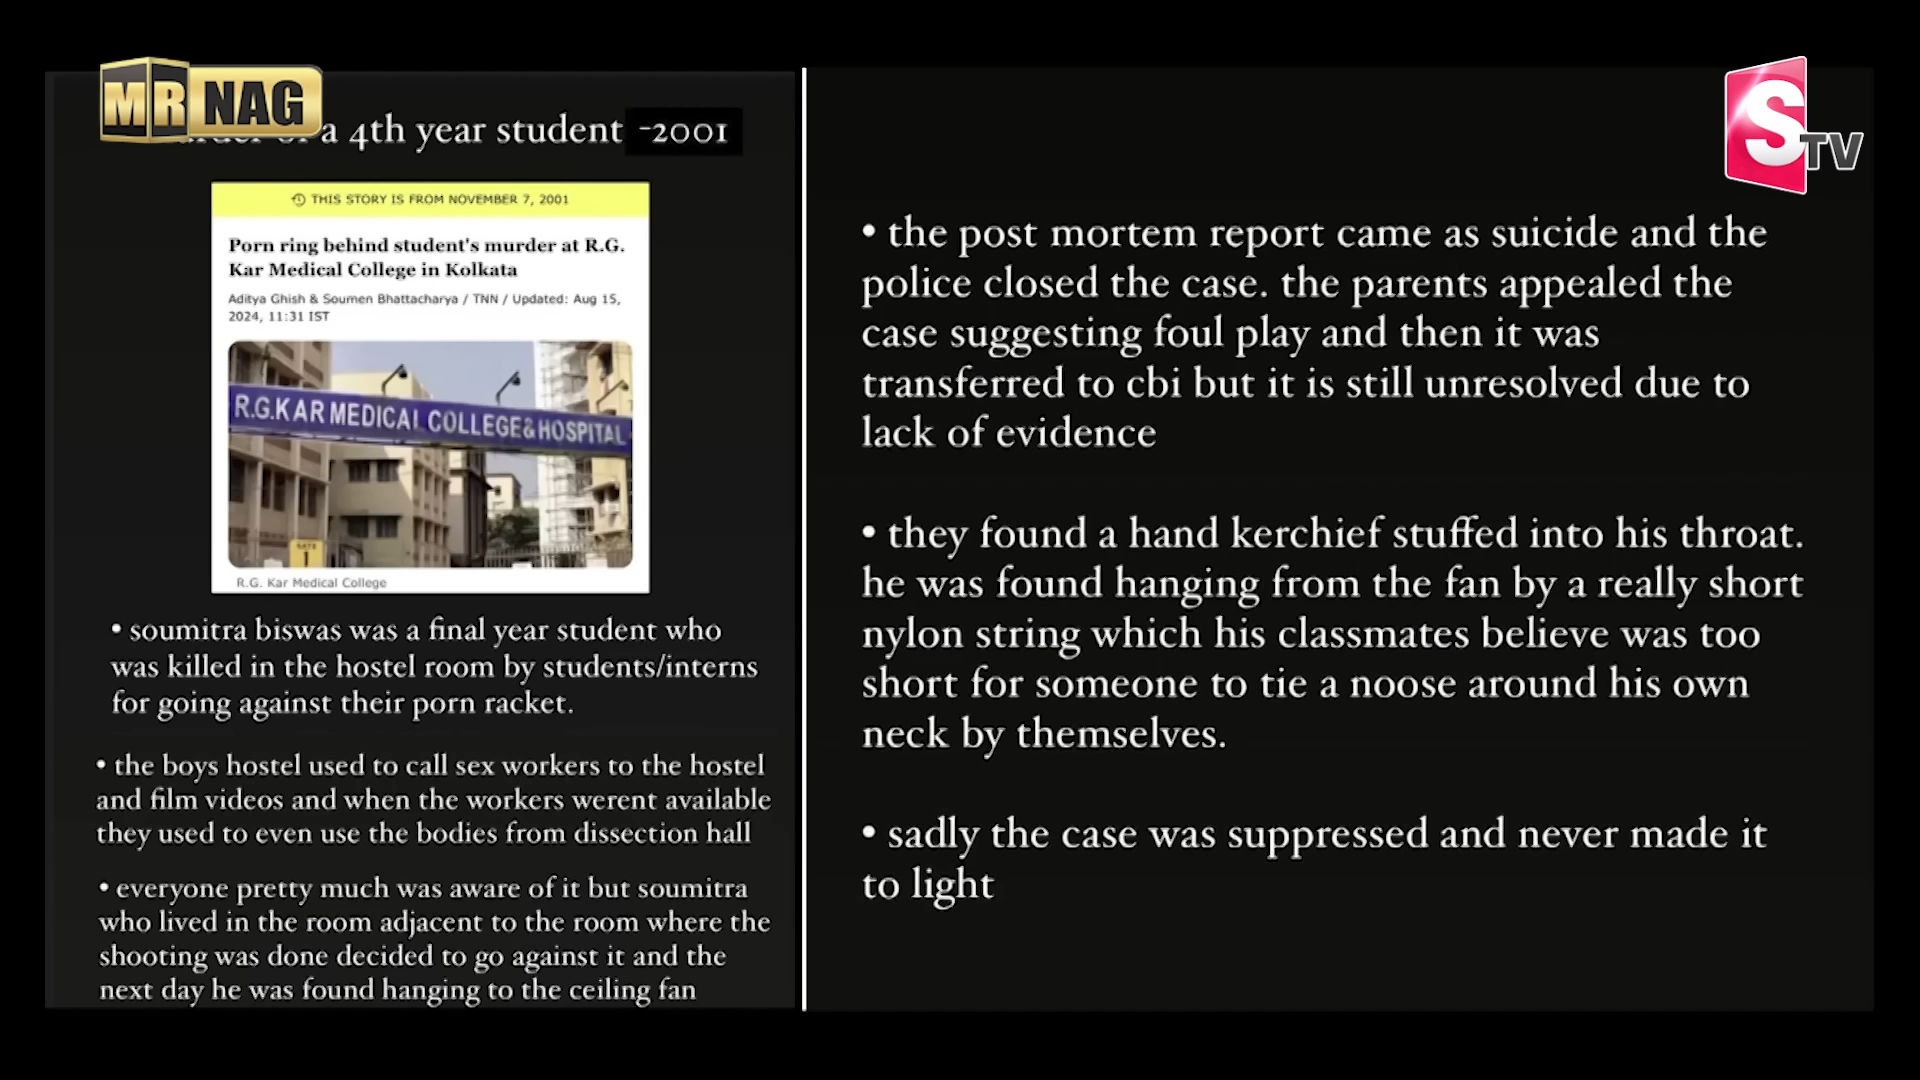 MR NAG
a 4th year student -2001
THIS STORY IS FROM NOVEMBER 7, 2001
Porn ring behind student's murder at R.G.
Kar Medical College in Kolkata
Aditya Ghish & Soumen Bhattacharya / TNN / Updated: Aug 15,
2024, 11:31 IST
R.G.KAR MEDICAL COLLEGE&HOSPITAL
GATE
1
R.G. Kar Medical College
• soumitra biswas was a final year student who
was killed in the hostel room by students/interns
for going against their porn racket.
• the boys hostel used to call sex workers to the hostel
and film videos and when the workers werent available
they used to even use the bodies from dissection hall
• everyone pretty much was aware of it but soumitra
who lived in the room adjacent to the room where the
shooting was done decided to go against it and the
next day he was found hanging to the ceiling fan
STV
• the post mortem report came as suicide and the
police closed the case. the parents appealed the
case suggesting foul play and then it was
transferred to cbi but it is still unresolved due to
lack of evidence
• they found a hand kerchief stuffed into his throat.
he was found hanging from the fan by a really short
nylon string which his classmates believe was too
short for someone to tie a noose around his own
neck by themselves.
• sadly the case was suppressed and never made it
to light